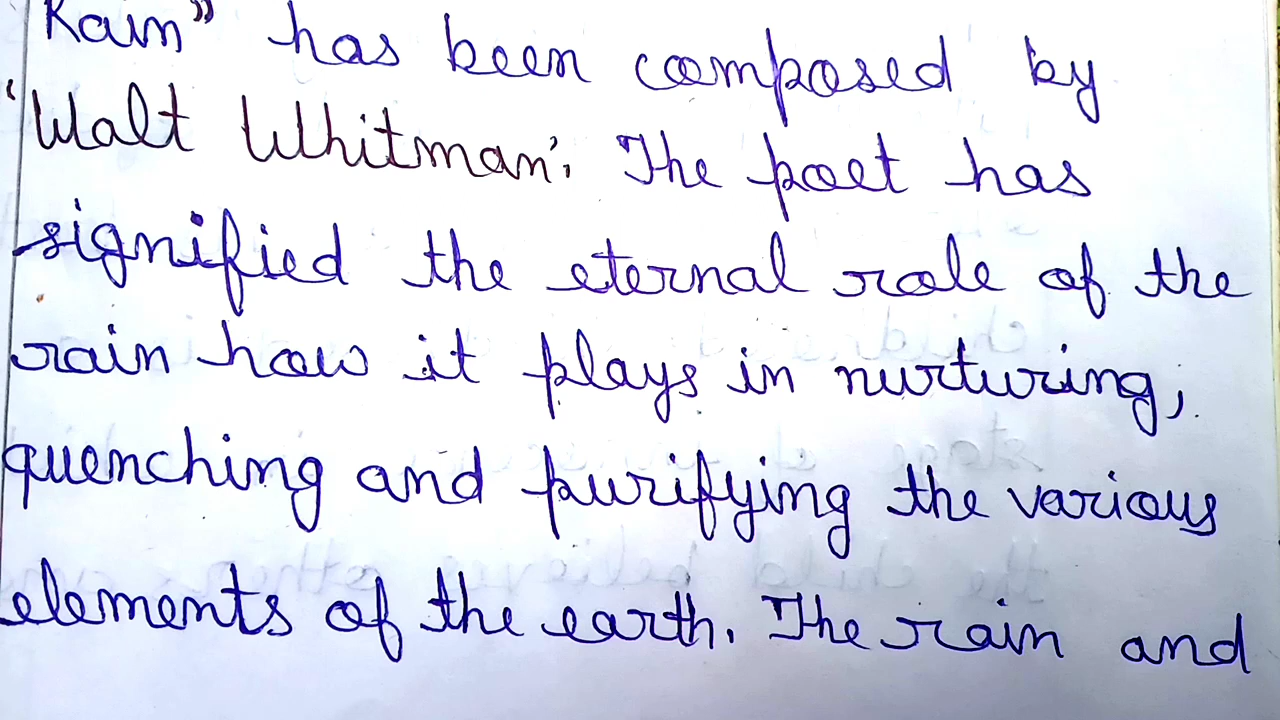 Rain” has been composed by
‘Walt Whitman’. The poet has
signified the eternal role of the
rain how it plays in nurturing,
quenching and purifying the various
elements of the earth. The rain and